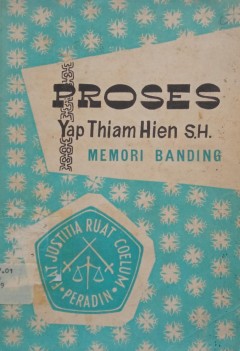 PROSES
Yap Thiam Hien S.H.
MEMORI BANDING
FIAT JUSTITIA RUAT COELUM
PERADIN